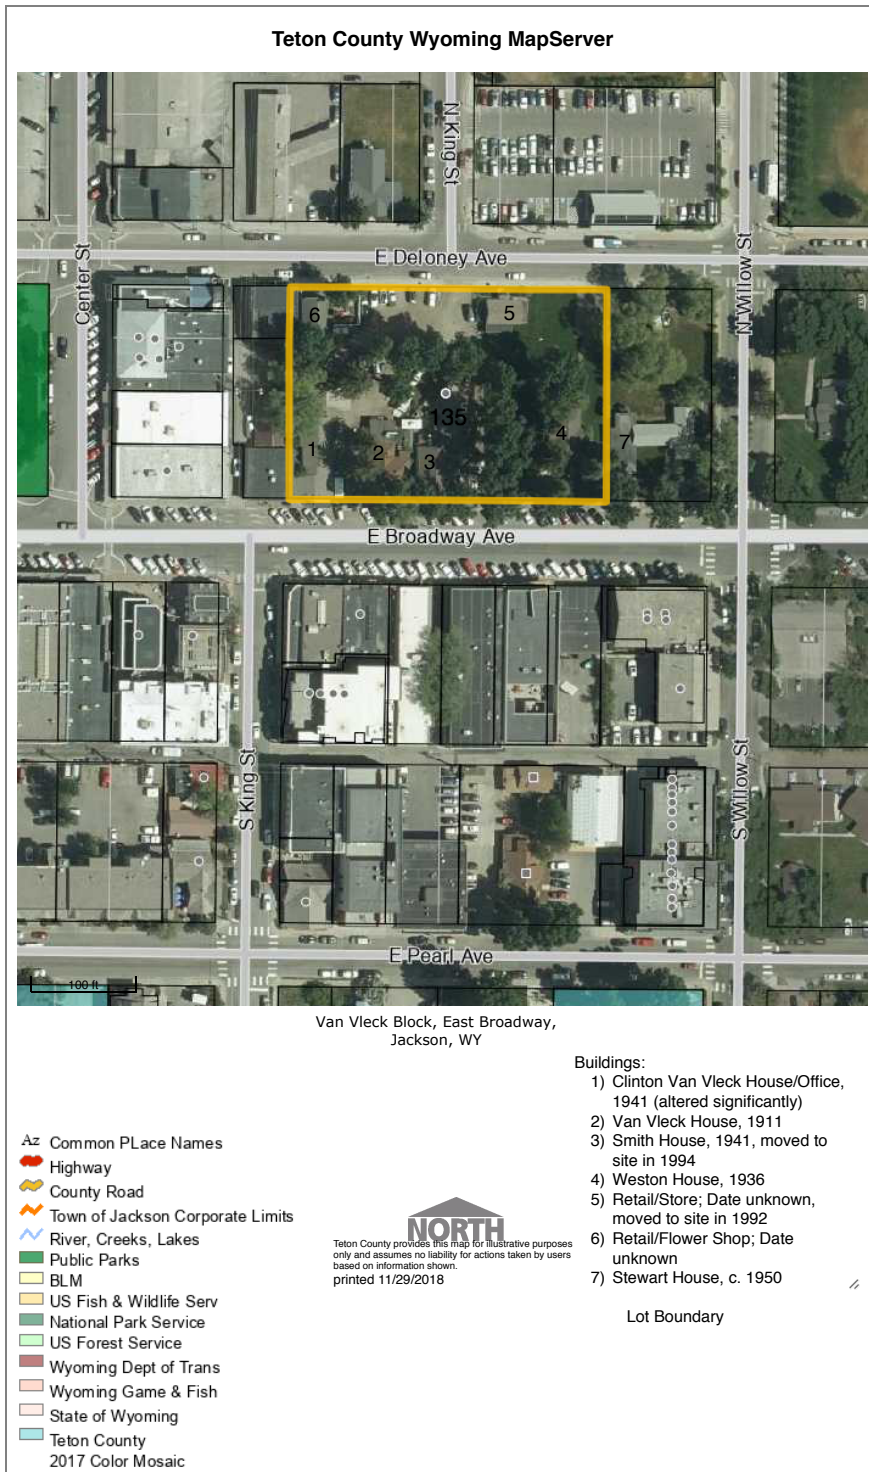 Teton County Wyoming MapServer
N King St
Center St
E Deloney Ave
N Willow St
6
5
135
1
2
3
4
7
E Broadway Ave
S King St
S Willow St
E Pearl Ave
100 ft
Van Vleck Block, East Broadway,
Jackson, WY
Buildings:
1) Clinton Van Vleck House/Office,
1941 (altered significantly)
2) Van Vleck House, 1911
3) Smith House, 1941, moved to
site in 1994
4) Weston House, 1936
5) Retail/Store; Date unknown,
moved to site in 1992
6) Retail/Flower Shop; Date
unknown
7) Stewart House, c. 1950
Lot Boundary
Az Common PLace Names
Highway
County Road
Town of Jackson Corporate Limits
River, Creeks, Lakes
Public Parks
BLM
US Fish & Wildlife Serv
National Park Service
US Forest Service
Wyoming Dept of Trans
Wyoming Game & Fish
State of Wyoming
Teton County
2017 Color Mosaic
NORTH
Teton County provides this map for illustrative purposes
only and assumes no liability for actions taken by users
based on information shown.
printed 11/29/2018